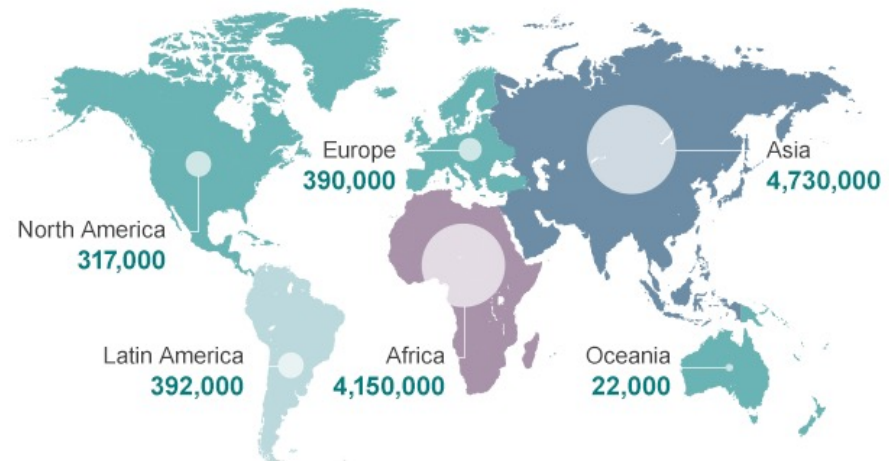 Europe
390,000
Asia
4,730,000
North America
317,000
Latin America
392,000
Africa
4,150,000
Oceania
22,000